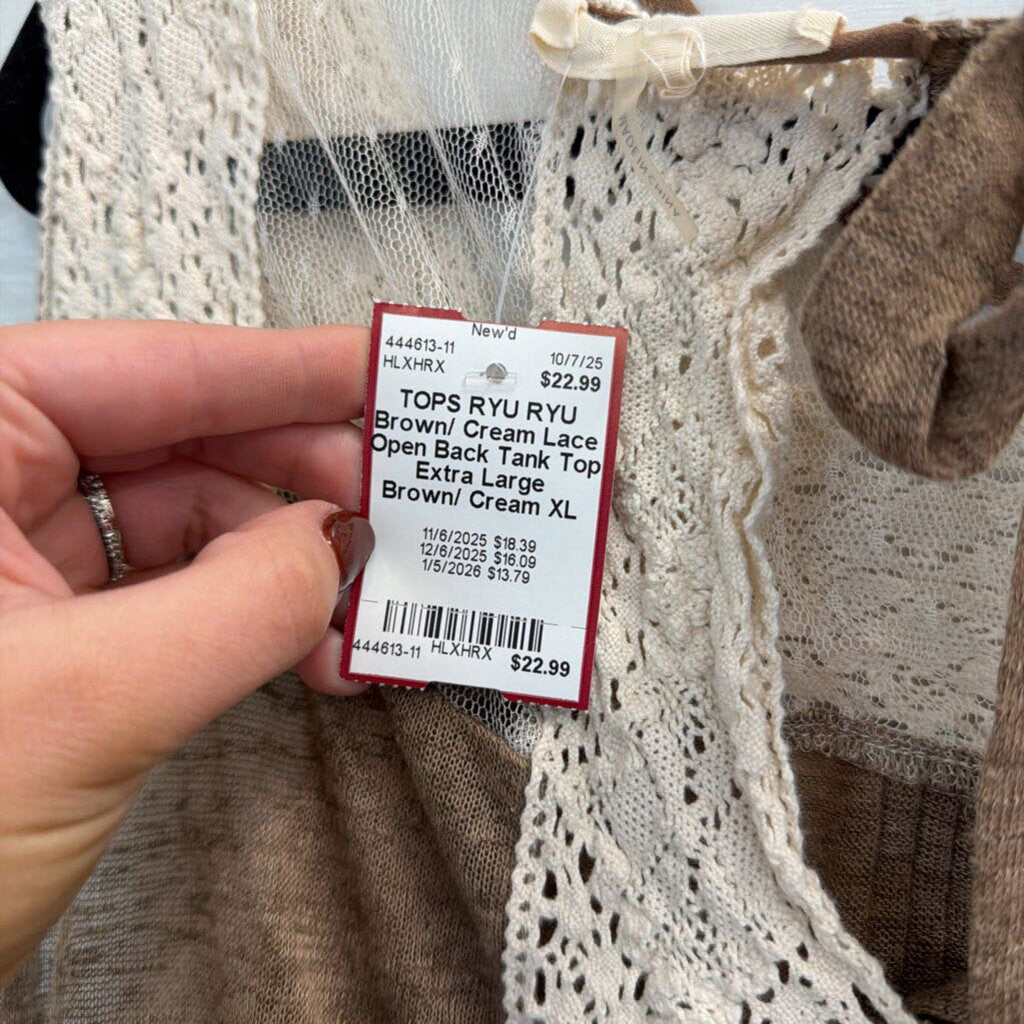 New'd
444613-11 10/7/25
HLXHRX $22.99
TOPS RYU RYU
Brown/ Cream Lace
Open Back Tank Top
Extra Large
Brown/ Cream XL
11/6/2025 $18.39
12/6/2025 $16.09
1/5/2026 $13.79
444613-11 HLXHRX $22.99